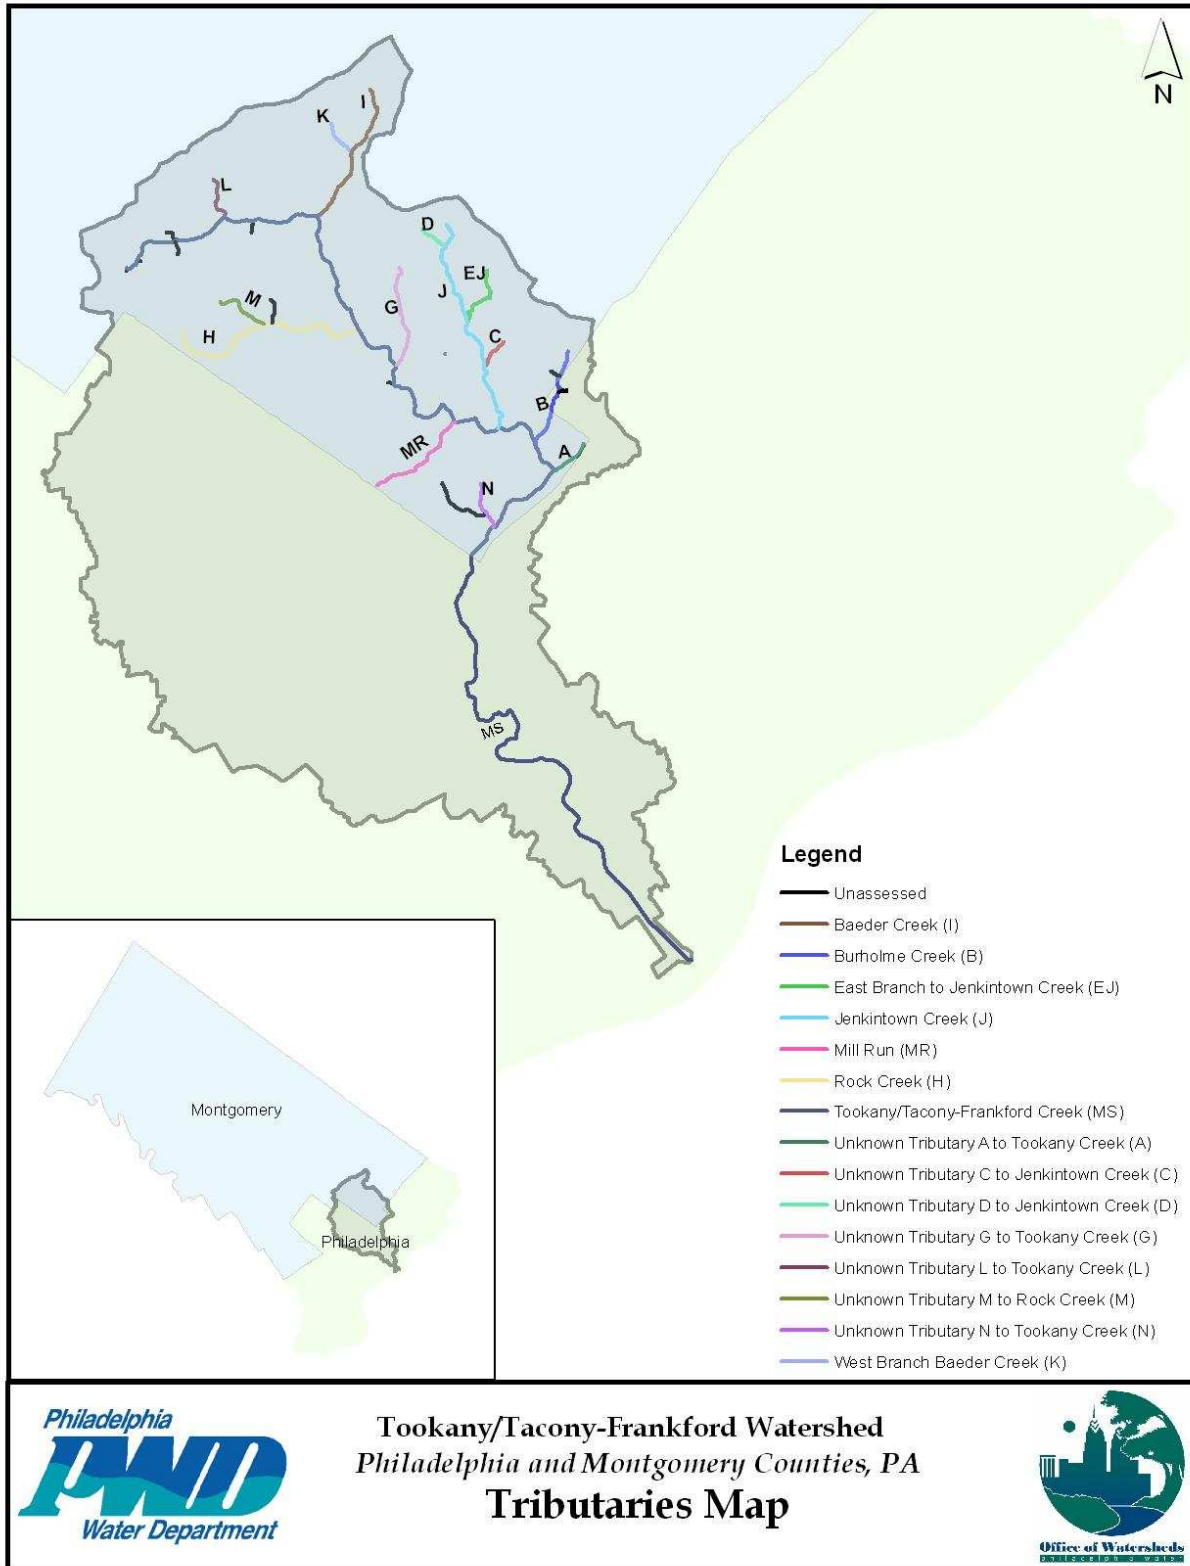 N
I
K
L
D
EJ
J
M
G
H
C
B
MR
A
N
MS
Legend
Unassessed
Baeder Creek (I)
Burholme Creek (B)
East Branch to Jenkintown Creek (EJ)
Jenkintown Creek (J)
Mill Run (MR)
Rock Creek (H)
Tookany/Tacony-Frankford Creek (MS)
Unknown Tributary A to Tookany Creek (A)
Unknown Tributary C to Jenkintown Creek (C)
Unknown Tributary D to Jenkintown Creek (D)
Unknown Tributary G to Tookany Creek (G)
Unknown Tributary L to Tookany Creek (L)
Unknown Tributary M to Rock Creek (M)
Unknown Tributary N to Tookany Creek (N)
West Branch Baeder Creek (K)
Montgomery
Philadelphia
Philadelphia
PWD
Water Department
Tookany/Tacony-Frankford Watershed
Philadelphia and Montgomery Counties, PA
Tributaries Map
Office of Watersheds
philadelphia water